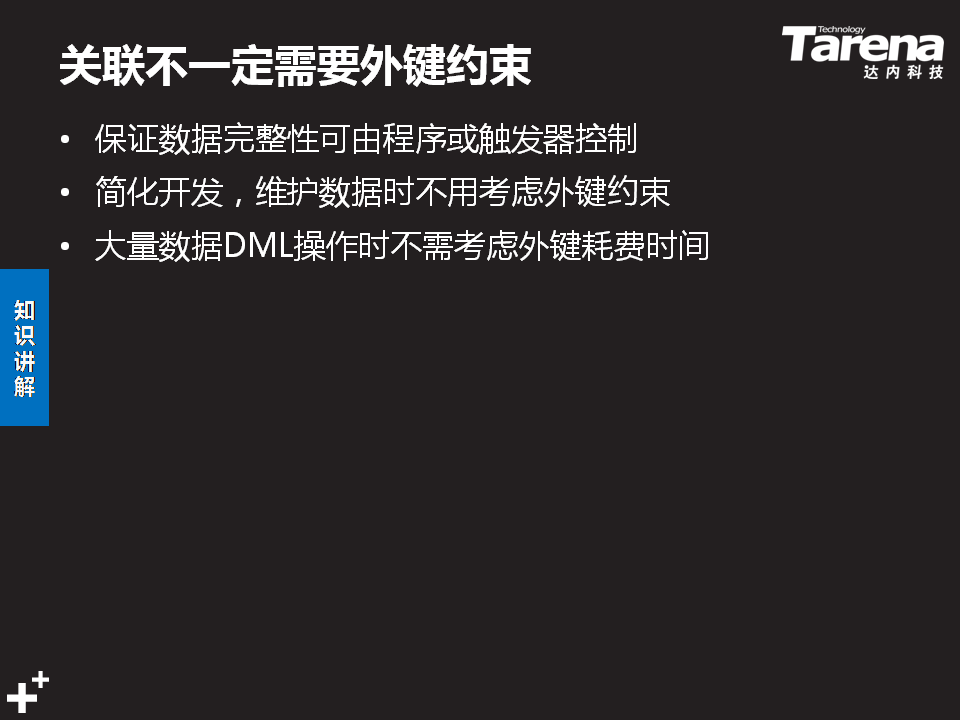 关联不一定需要外键约束
Technology
Tarena
达内科技
• 保证数据完整性可由程序或触发器控制
• 简化开发，维护数据时不用考虑外键约束
• 大量数据DML操作时不需考虑外键耗费时间
知
识
讲
解